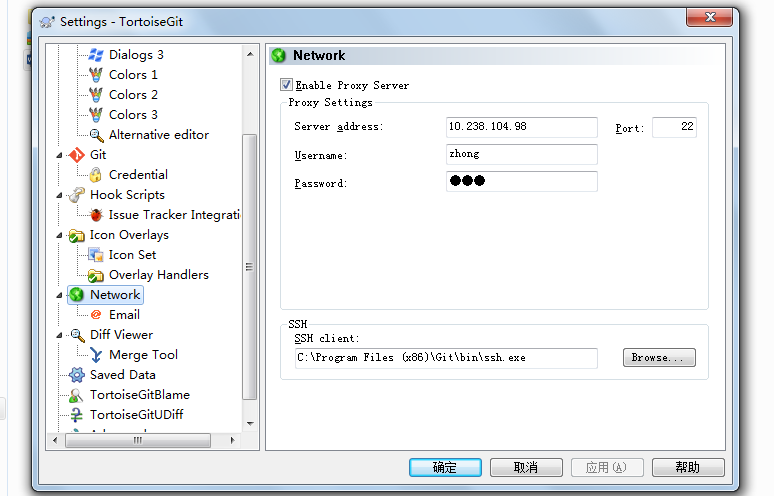 Settings - TortoiseGit
Dialogs 3
Colors 1
Colors 2
Colors 3
Alternative editor
Git
Credential
Hook Scripts
Issue Tracker Integrati
Icon Overlays
Icon Set
Overlay Handlers
Network
Email
Diff Viewer
Merge Tool
Saved Data
TortoiseGitBlame
TortoiseGitUDiff
Network
Enable Proxy Server
Proxy Settings
Server address: 10.238.104.98 Port: 22
Username: zhong
Password: ●●●
SSH
SSH client:
C:\Program Files (x86)\Git\bin\ssh.exe Browse...
确定 取消 应用(A) 帮助